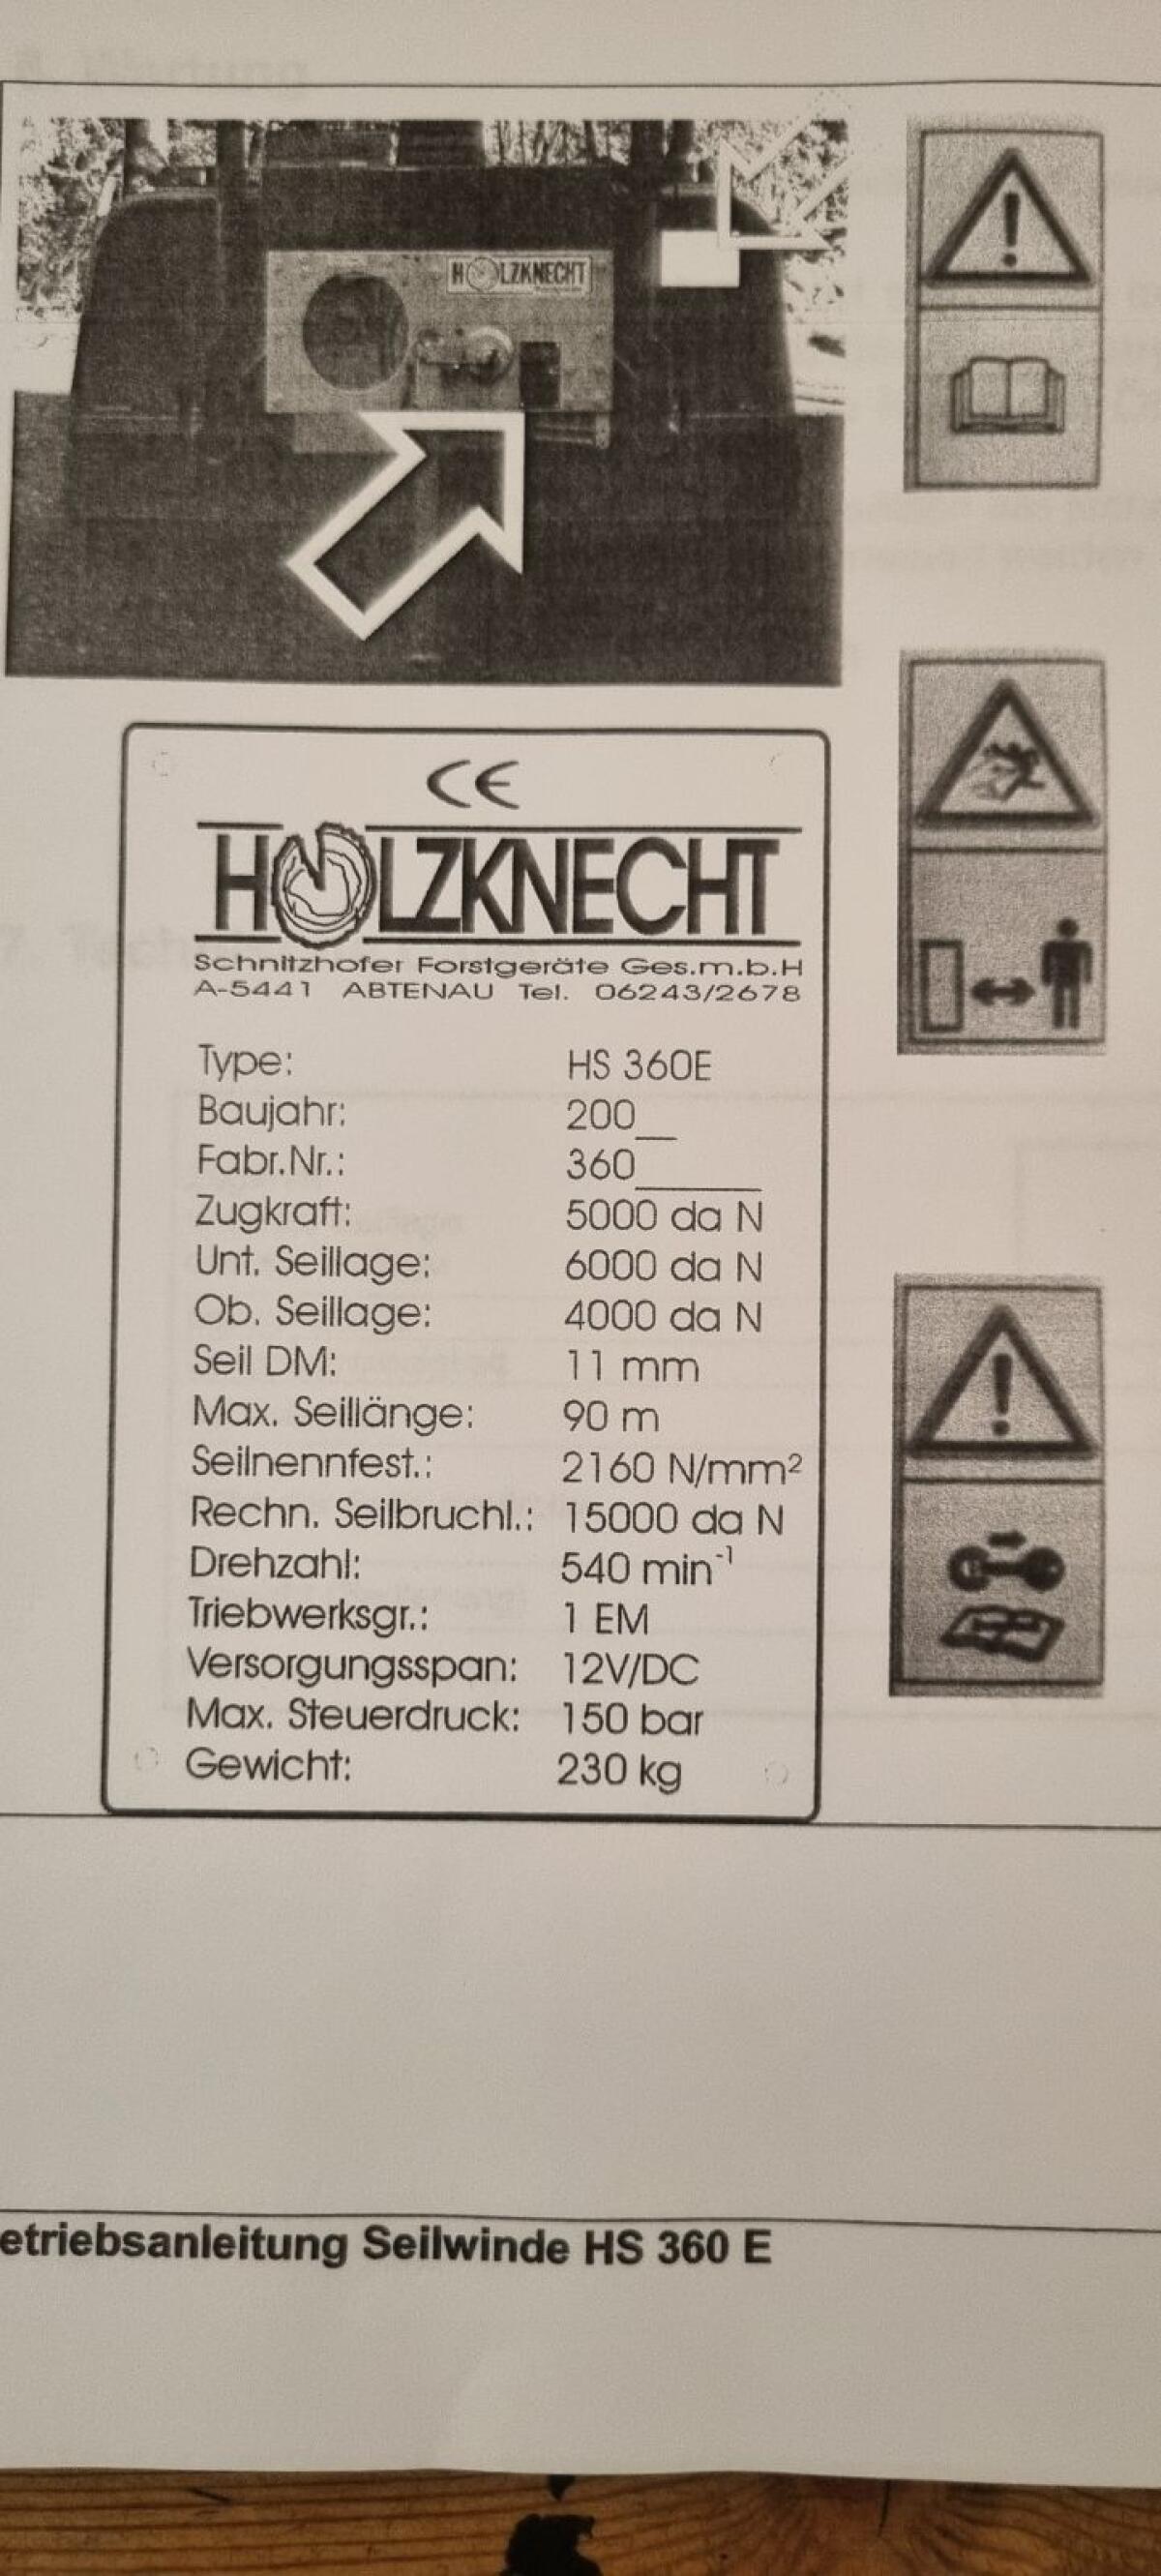 HOLZKNECHT
CE
HOLZKNECHT
Schnitzhofer Forstgeräte Ges.m.b.H
A-5441 ABTENAU Tel. 06243/2678
Type: HS 360E
Baujahr: 200__
Fabr.Nr.: 360______
Zugkraft: 5000 da N
Unt. Seillage: 6000 da N
Ob. Seillage: 4000 da N
Seil DM: 11 mm
Max. Seillänge: 90 m
Seilnennfest.: 2160 N/mm²
Rechn. Seilbruchl.: 15000 da N
Drehzahl: 540 min⁻¹
Triebwerksgr.: 1 EM
Versorgungsspan: 12V/DC
Max. Steuerdruck: 150 bar
Gewicht: 230 kg
etriebsanleitung Seilwinde HS 360 E